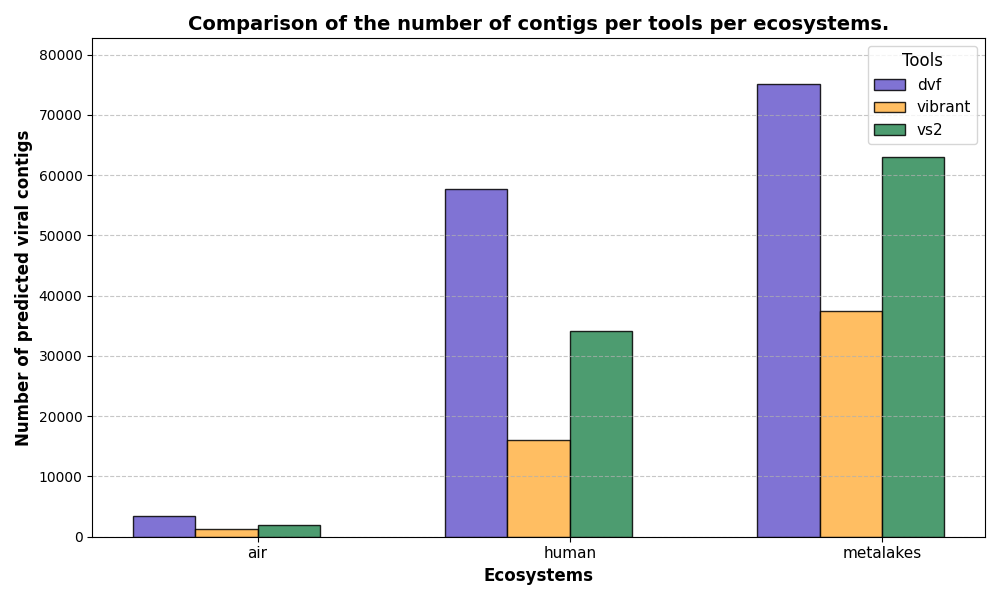 Comparison of the number of contigs per tools per ecosystems.
Number of predicted viral contigs
80000
70000
60000
50000
40000
30000
20000
10000
0
Tools
dvf
vibrant
vs2
air
human
metalakes
Ecosystems